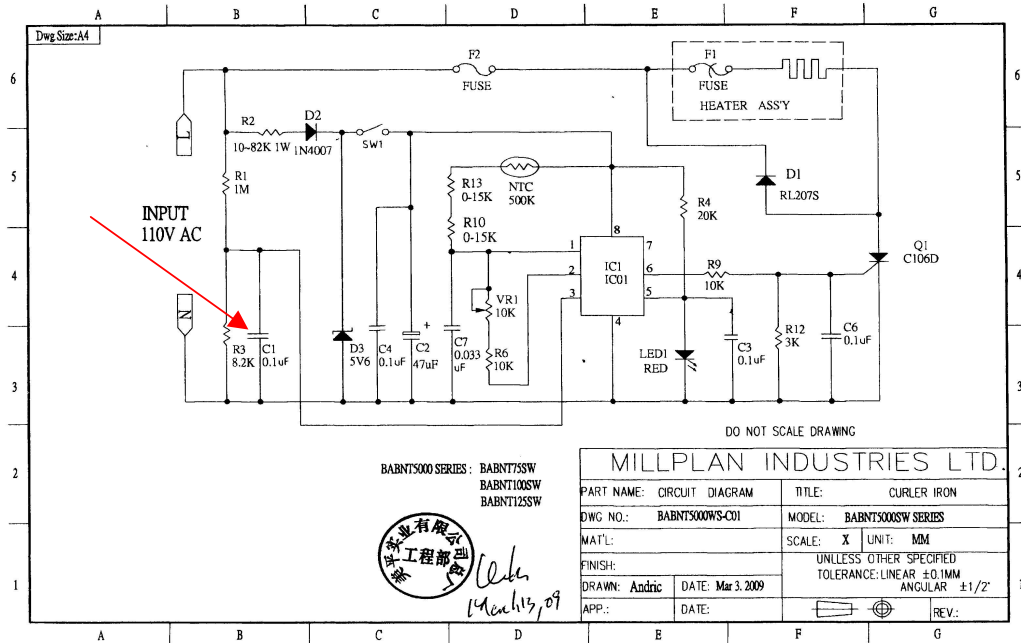 A B C D E F G
Dwg Size:A4
6 6
5 5
4 4
3 3
2 2
1 1
F2
FUSE
F1
FUSE
HEATER ASS'Y
L
R2
10~82K 1W
D2
1N4007
SW1
R1
1M
R13
0-15K
NTC
500K
D1
RL207S
R4
20K
R10
0-15K
INPUT
110V AC
8
1
7
Q1
C106D
IC1
IC01
2
6
R9
10K
3
5
4
VR1
10K
N
R3
8.2K
C1
0.1uF
D3
5V6
C4
0.1uF
+
C2
47uF
C7
0.033
uF
R6
10K
LED1
RED
C3
0.1uF
R12
3K
C6
0.1uF
DO NOT SCALE DRAWING
BABNT5000 SERIES : BABNT75SW
BABNT100SW
BABNT125SW
MILLPLAN INDUSTRIES LTD.
PART NAME: CIRCUIT DIAGRAM
TITLE: CURLER IRON
DWG NO.: BABNT5000WS-C01
MODEL: BABNT5000SW SERIES
MAT'L:
SCALE: X UNIT: MM
FINISH:
UNLLESS OTHER SPECIFIED
TOLERANCE: LINEAR ±0.1MM
ANGULAR ±1/2°
DRAWN: Andric DATE: Mar 3. 2009
APP.: DATE:
REV.:
工程部
A B C D E F G